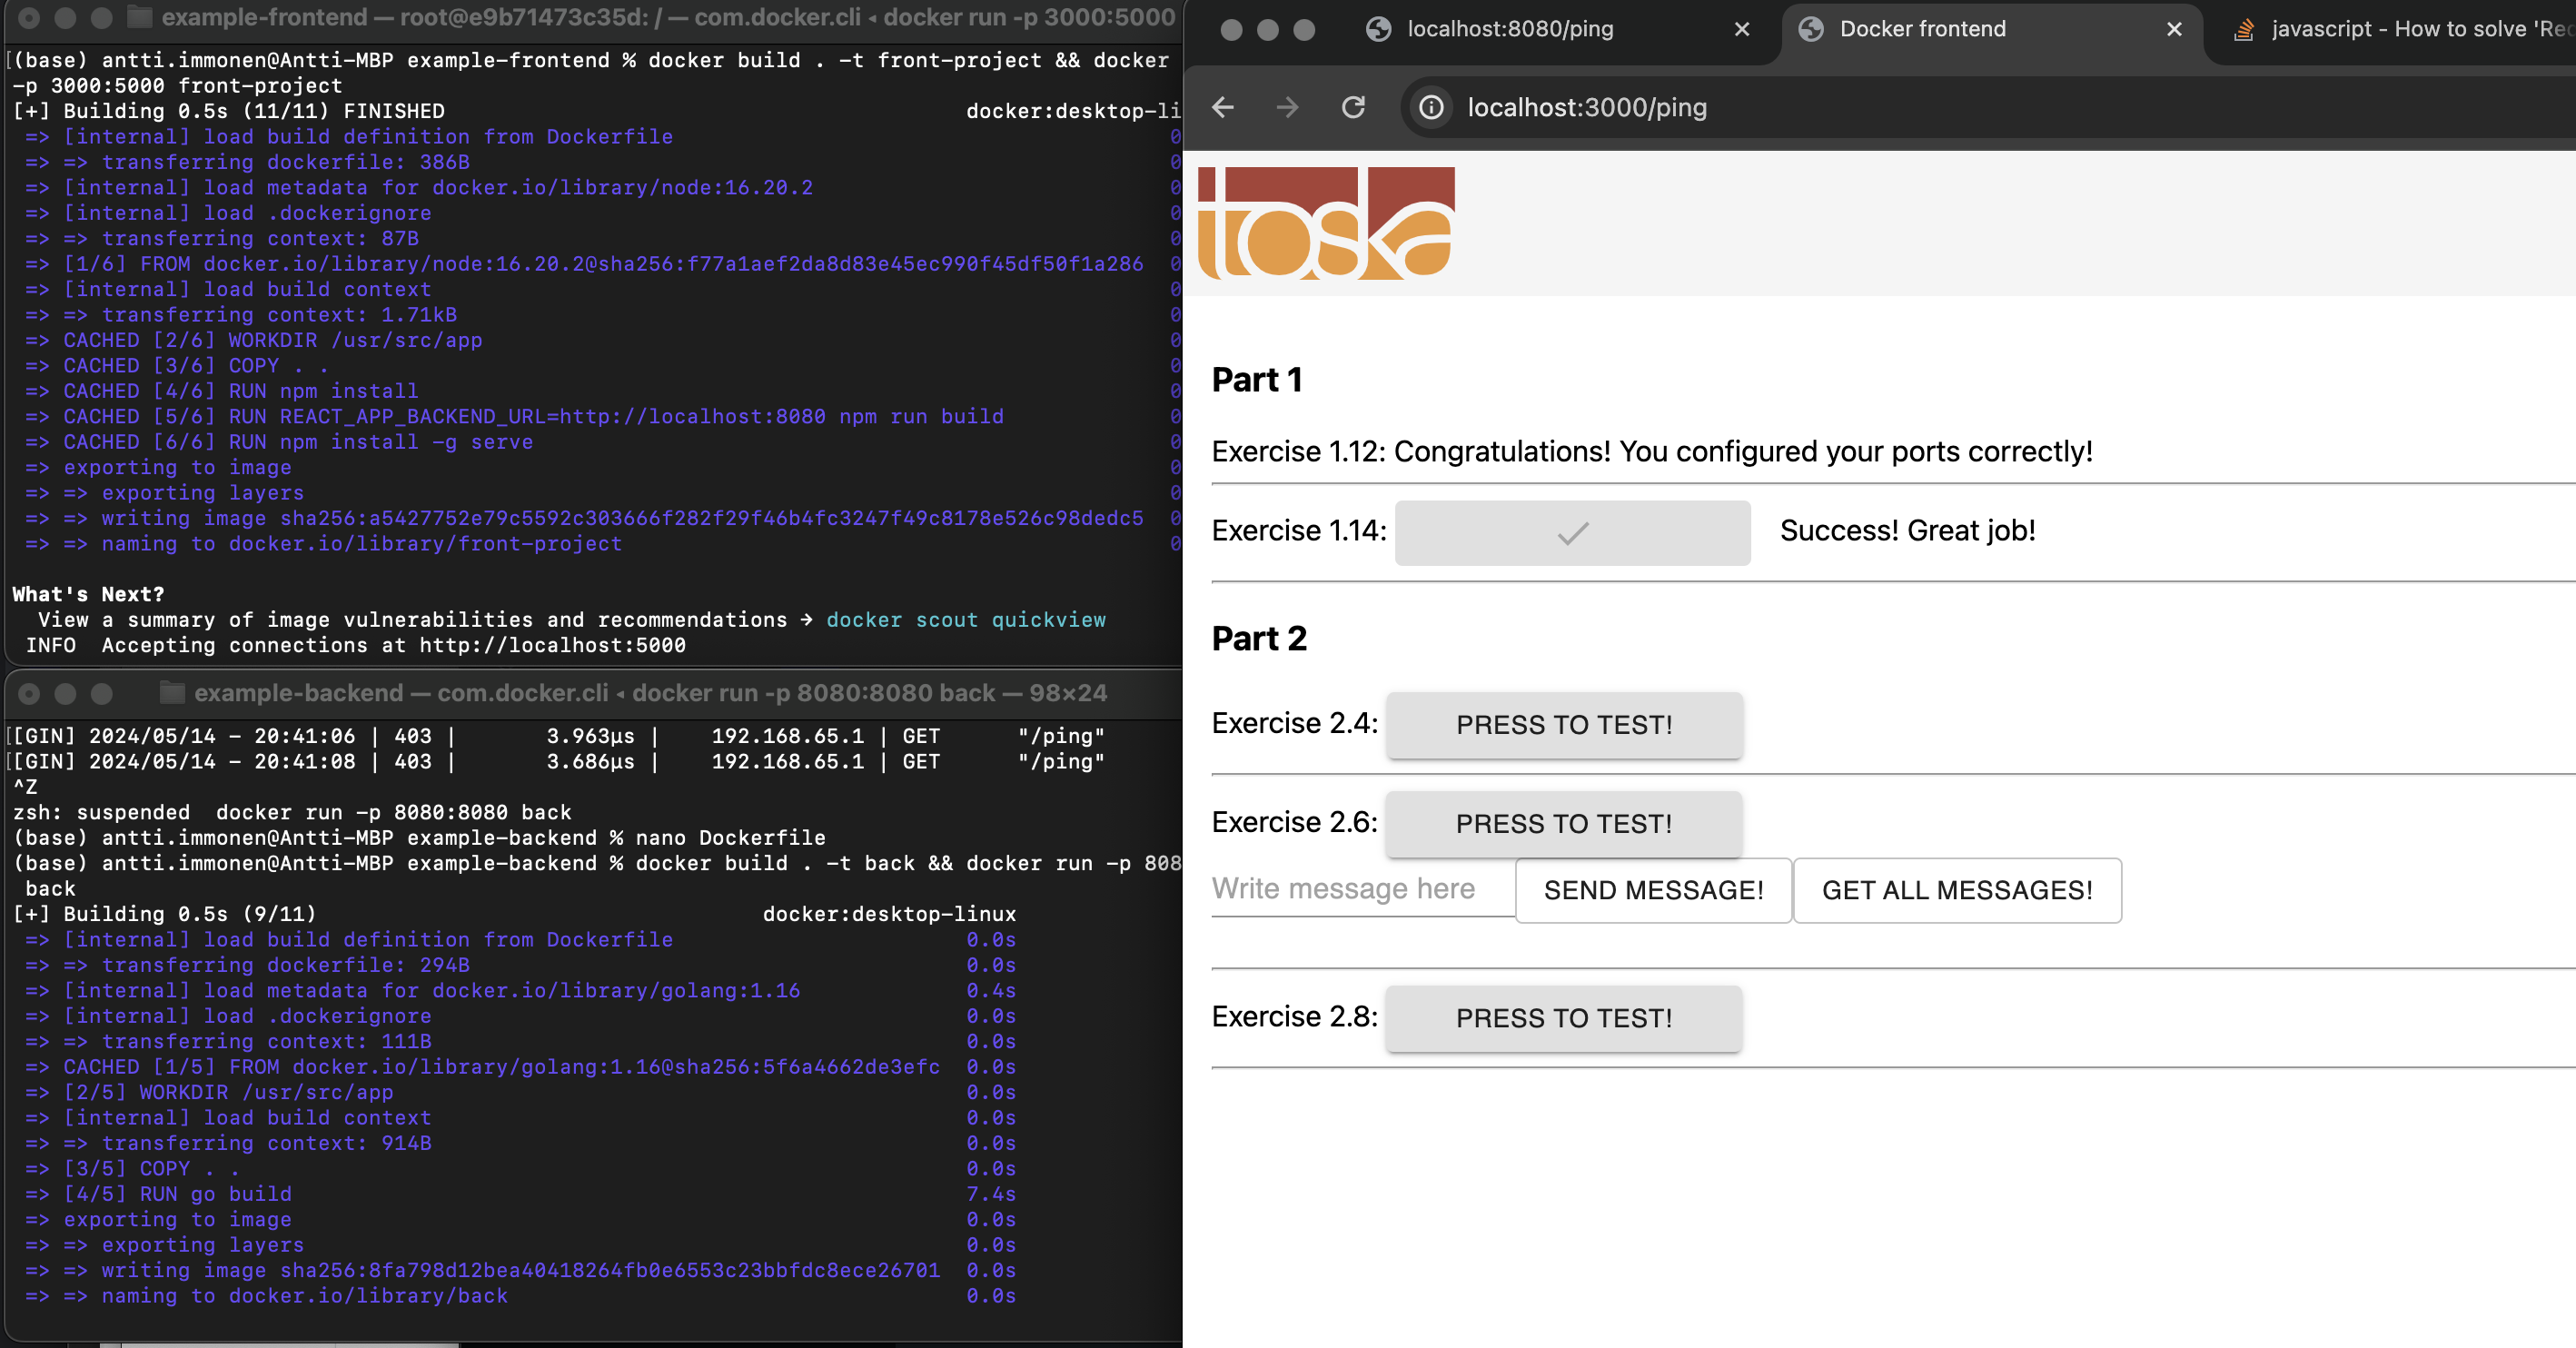 example-frontend — root@e9b71473c35d: / — com.docker.cli ◂ docker run -p 3000:5000
[(base) antti.immonen@Antti-MBP example-frontend % docker build . -t front-project && docker
-p 3000:5000 front-project
[+] Building 0.5s (11/11) FINISHED docker:desktop-li
=> [internal] load build definition from Dockerfile 0
=> => transferring dockerfile: 386B 0
=> [internal] load metadata for docker.io/library/node:16.20.2 0
=> [internal] load .dockerignore 0
=> => transferring context: 87B 0
=> [1/6] FROM docker.io/library/node:16.20.2@sha256:f77a1aef2da8d83e45ec990f45df50f1a286 0
=> [internal] load build context 0
=> => transferring context: 1.71kB 0
=> CACHED [2/6] WORKDIR /usr/src/app 0
=> CACHED [3/6] COPY . . 0
=> CACHED [4/6] RUN npm install 0
=> CACHED [5/6] RUN REACT_APP_BACKEND_URL=http://localhost:8080 npm run build 0
=> CACHED [6/6] RUN npm install -g serve 0
=> exporting to image 0
=> => exporting layers 0
=> => writing image sha256:a5427752e79c5592c303666f282f29f46b4fc3247f49c8178e526c98dedc5 0
=> => naming to docker.io/library/front-project 0
What's Next?
View a summary of image vulnerabilities and recommendations → docker scout quickview
INFO Accepting connections at http://localhost:5000
example-backend — com.docker.cli ◂ docker run -p 8080:8080 back — 98×24
[[GIN] 2024/05/14 - 20:41:06 | 403 | 3.963µs | 192.168.65.1 | GET "/ping"
[[GIN] 2024/05/14 - 20:41:08 | 403 | 3.686µs | 192.168.65.1 | GET "/ping"
^Z
zsh: suspended docker run -p 8080:8080 back
(base) antti.immonen@Antti-MBP example-backend % nano Dockerfile
(base) antti.immonen@Antti-MBP example-backend % docker build . -t back && docker run -p 808
back
[+] Building 0.5s (9/11) docker:desktop-linux
=> [internal] load build definition from Dockerfile 0.0s
=> => transferring dockerfile: 294B 0.0s
=> [internal] load metadata for docker.io/library/golang:1.16 0.4s
=> [internal] load .dockerignore 0.0s
=> => transferring context: 111B 0.0s
=> CACHED [1/5] FROM docker.io/library/golang:1.16@sha256:5f6a4662de3efc 0.0s
=> [2/5] WORKDIR /usr/src/app 0.0s
=> [internal] load build context 0.0s
=> => transferring context: 914B 0.0s
=> [3/5] COPY . . 0.0s
=> [4/5] RUN go build 7.4s
=> exporting to image 0.0s
=> => exporting layers 0.0s
=> => writing image sha256:8fa798d12bea40418264fb0e6553c23bbfdc8ece26701 0.0s
=> => naming to docker.io/library/back 0.0s
localhost:8080/ping
Docker frontend
javascript - How to solve 'Rec
localhost:3000/ping
toska
Part 1
Exercise 1.12: Congratulations! You configured your ports correctly!
Exercise 1.14: Success! Great job!
Part 2
Exercise 2.4: PRESS TO TEST!
Exercise 2.6: PRESS TO TEST!
Write message here SEND MESSAGE! GET ALL MESSAGES!
Exercise 2.8: PRESS TO TEST!